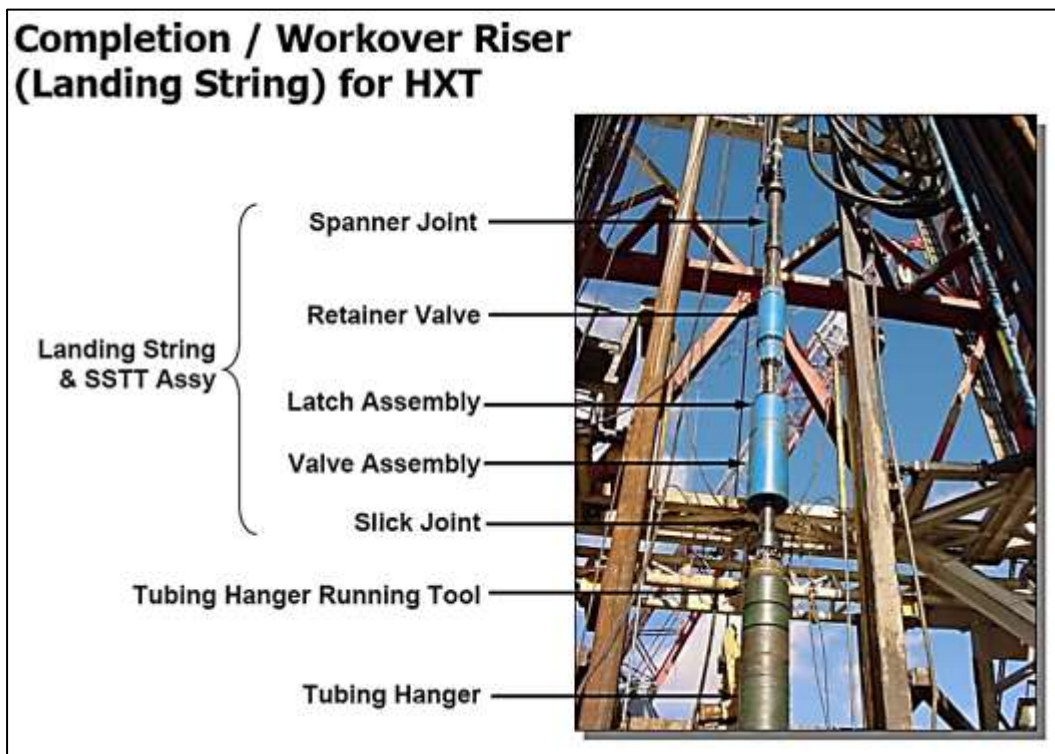 Completion / Workover Riser
(Landing String) for HXT
Spanner Joint
Retainer Valve
Landing String
& SSTT Assy
Latch Assembly
Valve Assembly
Slick Joint
Tubing Hanger Running Tool
Tubing Hanger